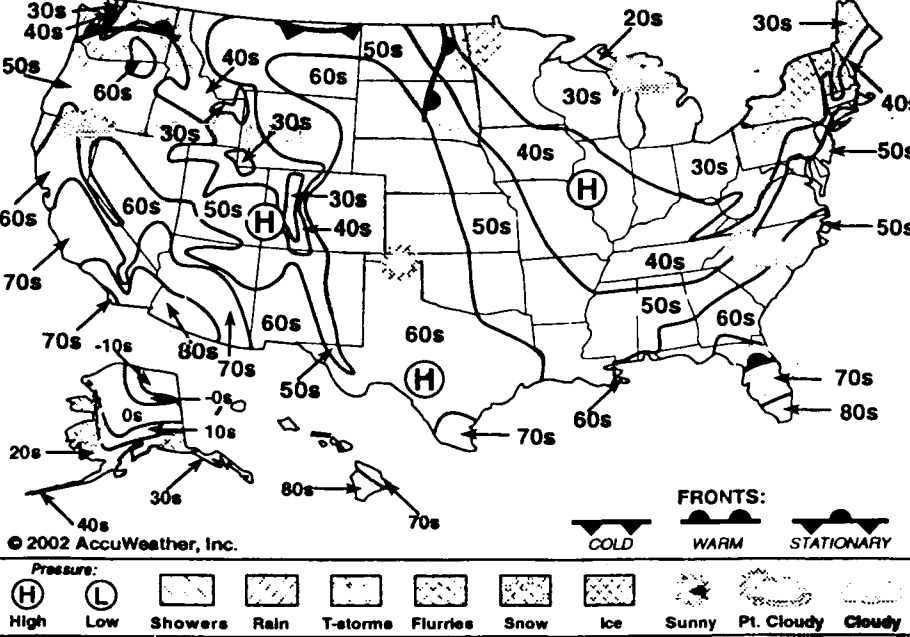 30s
20s
30s
40s
50s
40s
50s
60s
60s
30s
40s
30s
30s
40s
30s
50s
60s
60s
50s
H
H
30s
40s
50s
50s
70s
40s
60s
50s
60s
60s
70s
80s
70s
50s
H
60s
70s
80s
70s
-10s
-0s
0s
10s
20s
30s
40s
80s
70s
FRONTS:
COLD WARM STATIONARY
© 2002 AccuWeather, Inc.
Pressure:
H L
High Low Showers Rain T-storms Flurries Snow Ice Sunny Pt. Cloudy Cloudy